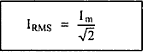 I_RMS = I_m / √2